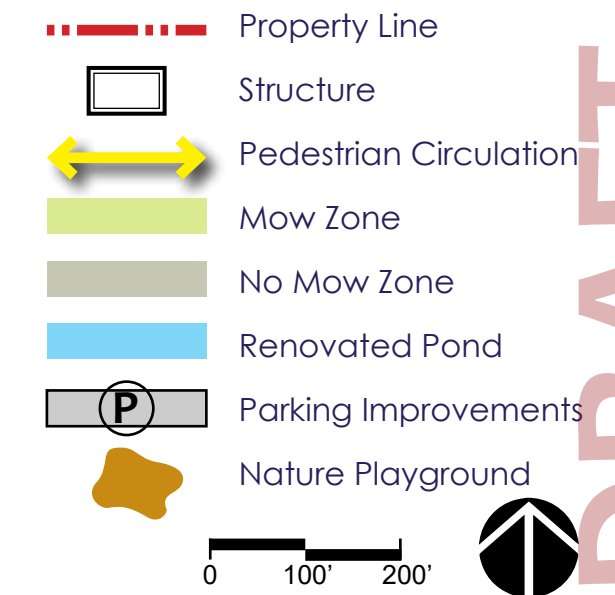 Property Line
Structure
Pedestrian Circulation
Mow Zone
No Mow Zone
Renovated Pond
P Parking Improvements
Nature Playground
0 100' 200'
DRAFT